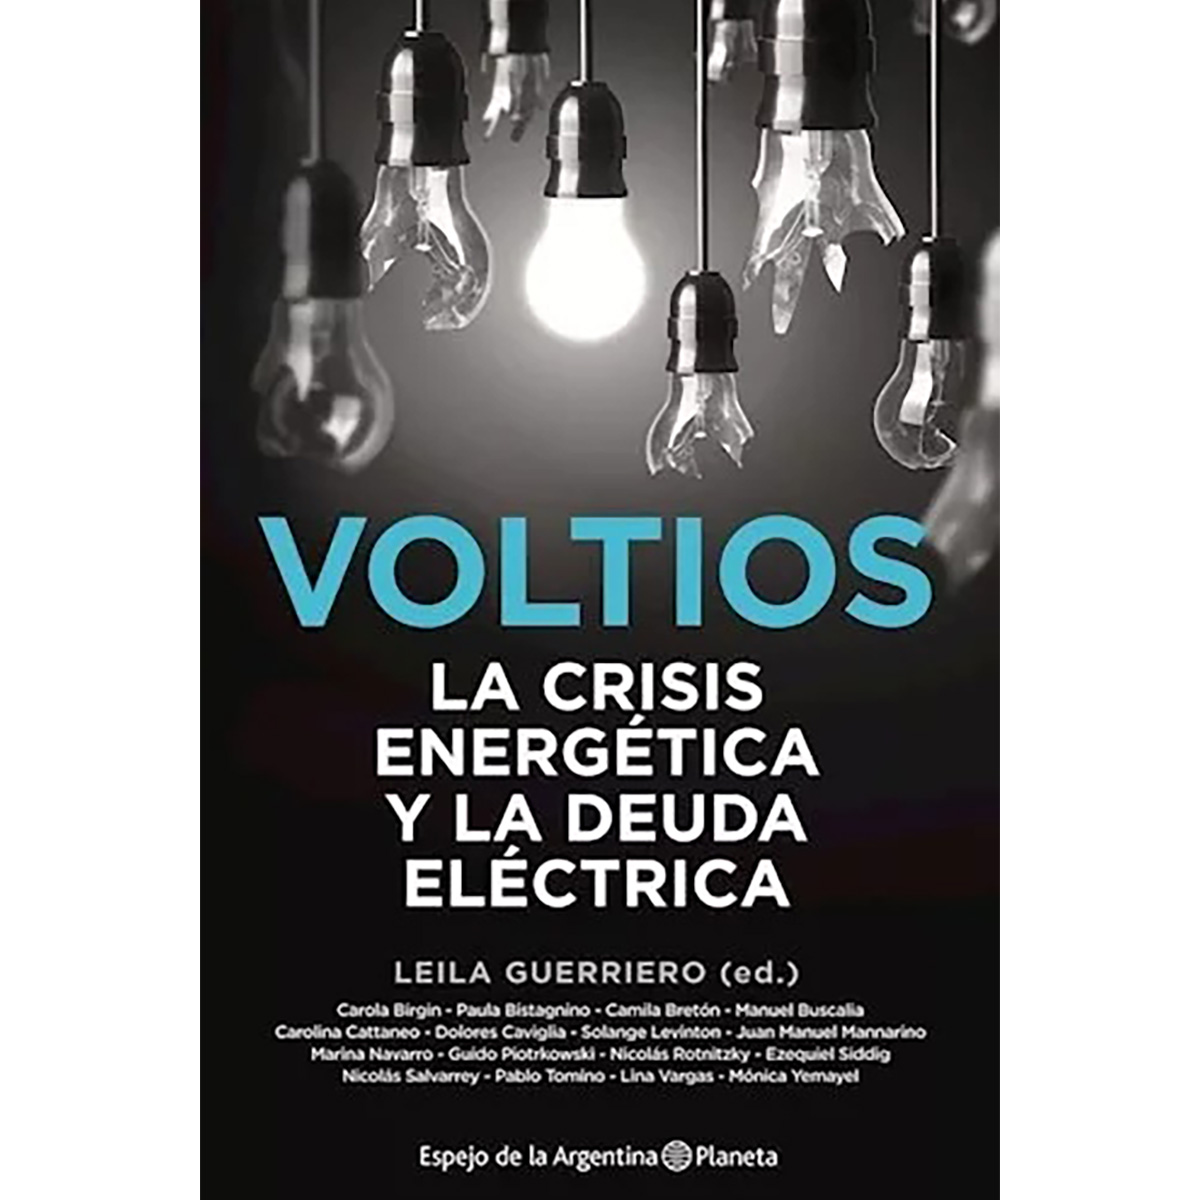 VOLTIOS
LA CRISIS
ENERGÉTICA
Y LA DEUDA
ELÉCTRICA
LEILA GUERRIERO (ed.)
Carola Birgin - Paula Bistagnino - Camila Bretón - Manuel Buscalia
Carolina Cattaneo - Dolores Caviglia - Solange Levinton - Juan Manuel Mannarino
Marina Navarro - Guido Piotrkowski - Nicolás Rotnitzky - Ezequiel Siddig
Nicolás Salvarrey - Pablo Tomino - Lina Vargas - Mónica Yemayel
Espejo de la Argentina Planeta